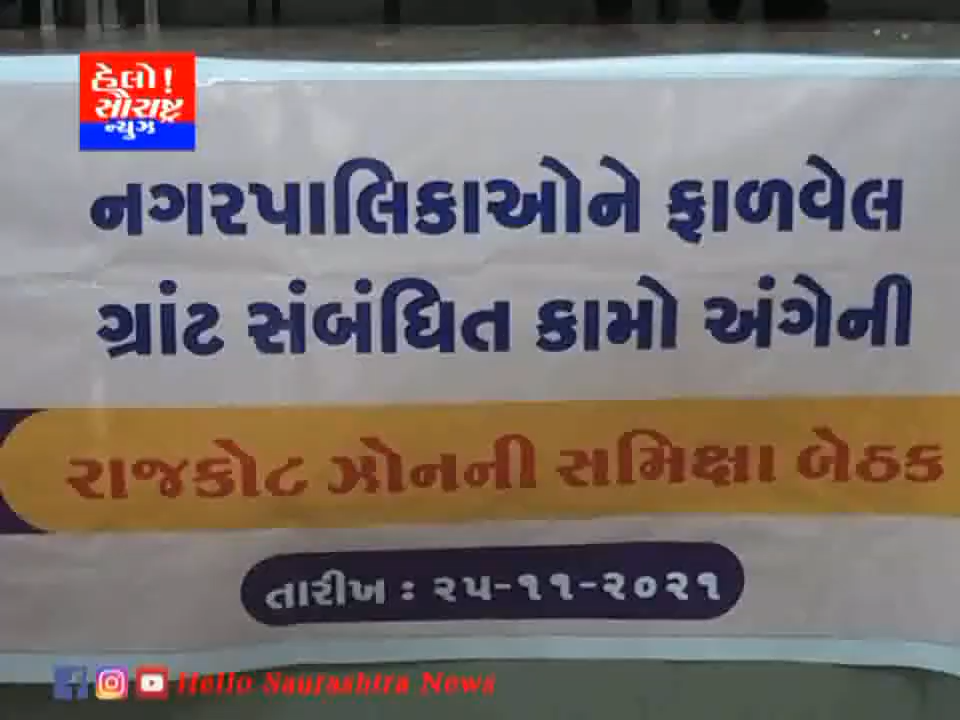 હેલો!
સૌરાષ્ટ્ર
ન્યુઝ
નગરપાલિકાઓને ફાળવેલ
ગ્રાંટ સંબંધિત કામો અંગેની
રાજકોટ ઝોનની સમિક્ષા બેઠક
તારીખ : ૨૫-૧૧-૨૦૨૧
Hello Saurashtra News